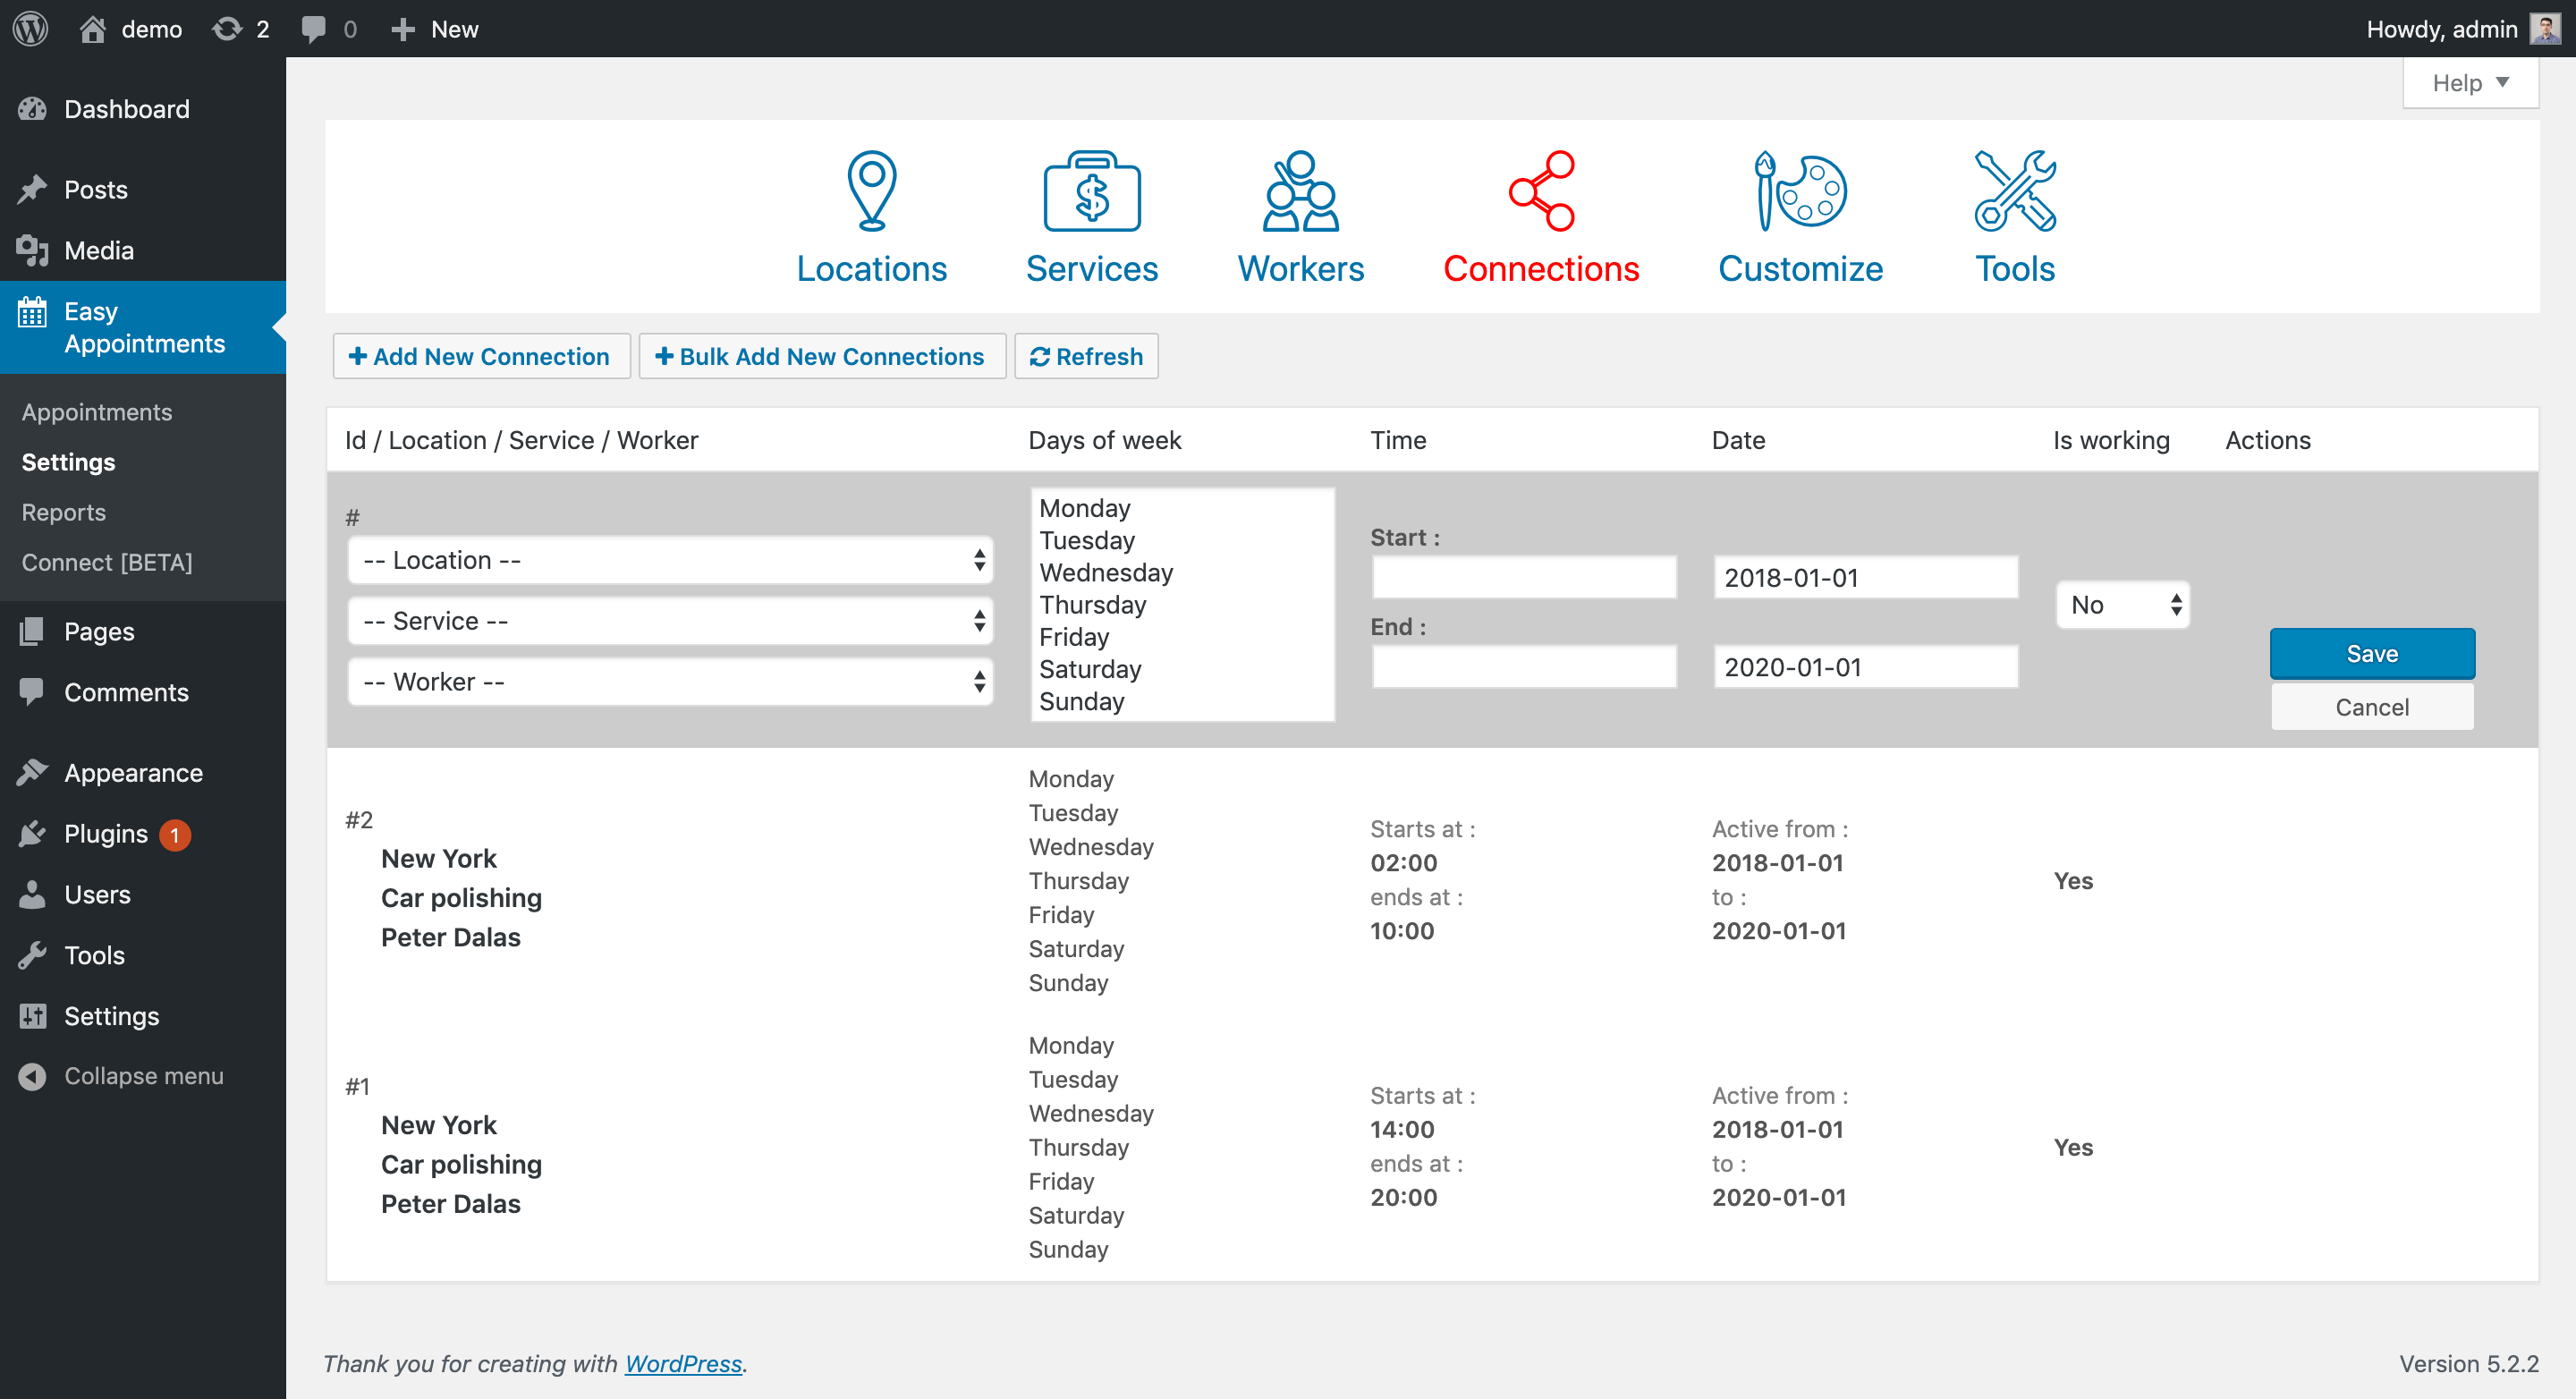 demo 2 0 New Howdy, admin
Help
Dashboard
Posts
Media
Easy
Appointments
Appointments
Settings
Reports
Connect [BETA]
Pages
Comments
Appearance
Plugins 1
Users
Tools
Settings
Collapse menu
Locations Services Workers Connections Customize Tools
Add New Connection Bulk Add New Connections Refresh
Id / Location / Service / Worker Days of week Time Date Is working Actions
#
-- Location --
-- Service --
-- Worker --
Monday
Tuesday
Wednesday
Thursday
Friday
Saturday
Sunday
Start :
End :
2018-01-01
2020-01-01
No
Save
Cancel
#2
New York
Car polishing
Peter Dalas
Monday
Tuesday
Wednesday
Thursday
Friday
Saturday
Sunday
Starts at :
02:00
ends at :
10:00
Active from :
2018-01-01
to :
2020-01-01
Yes
#1
New York
Car polishing
Peter Dalas
Monday
Tuesday
Wednesday
Thursday
Friday
Saturday
Sunday
Starts at :
14:00
ends at :
20:00
Active from :
2018-01-01
to :
2020-01-01
Yes
Thank you for creating with WordPress. Version 5.2.2